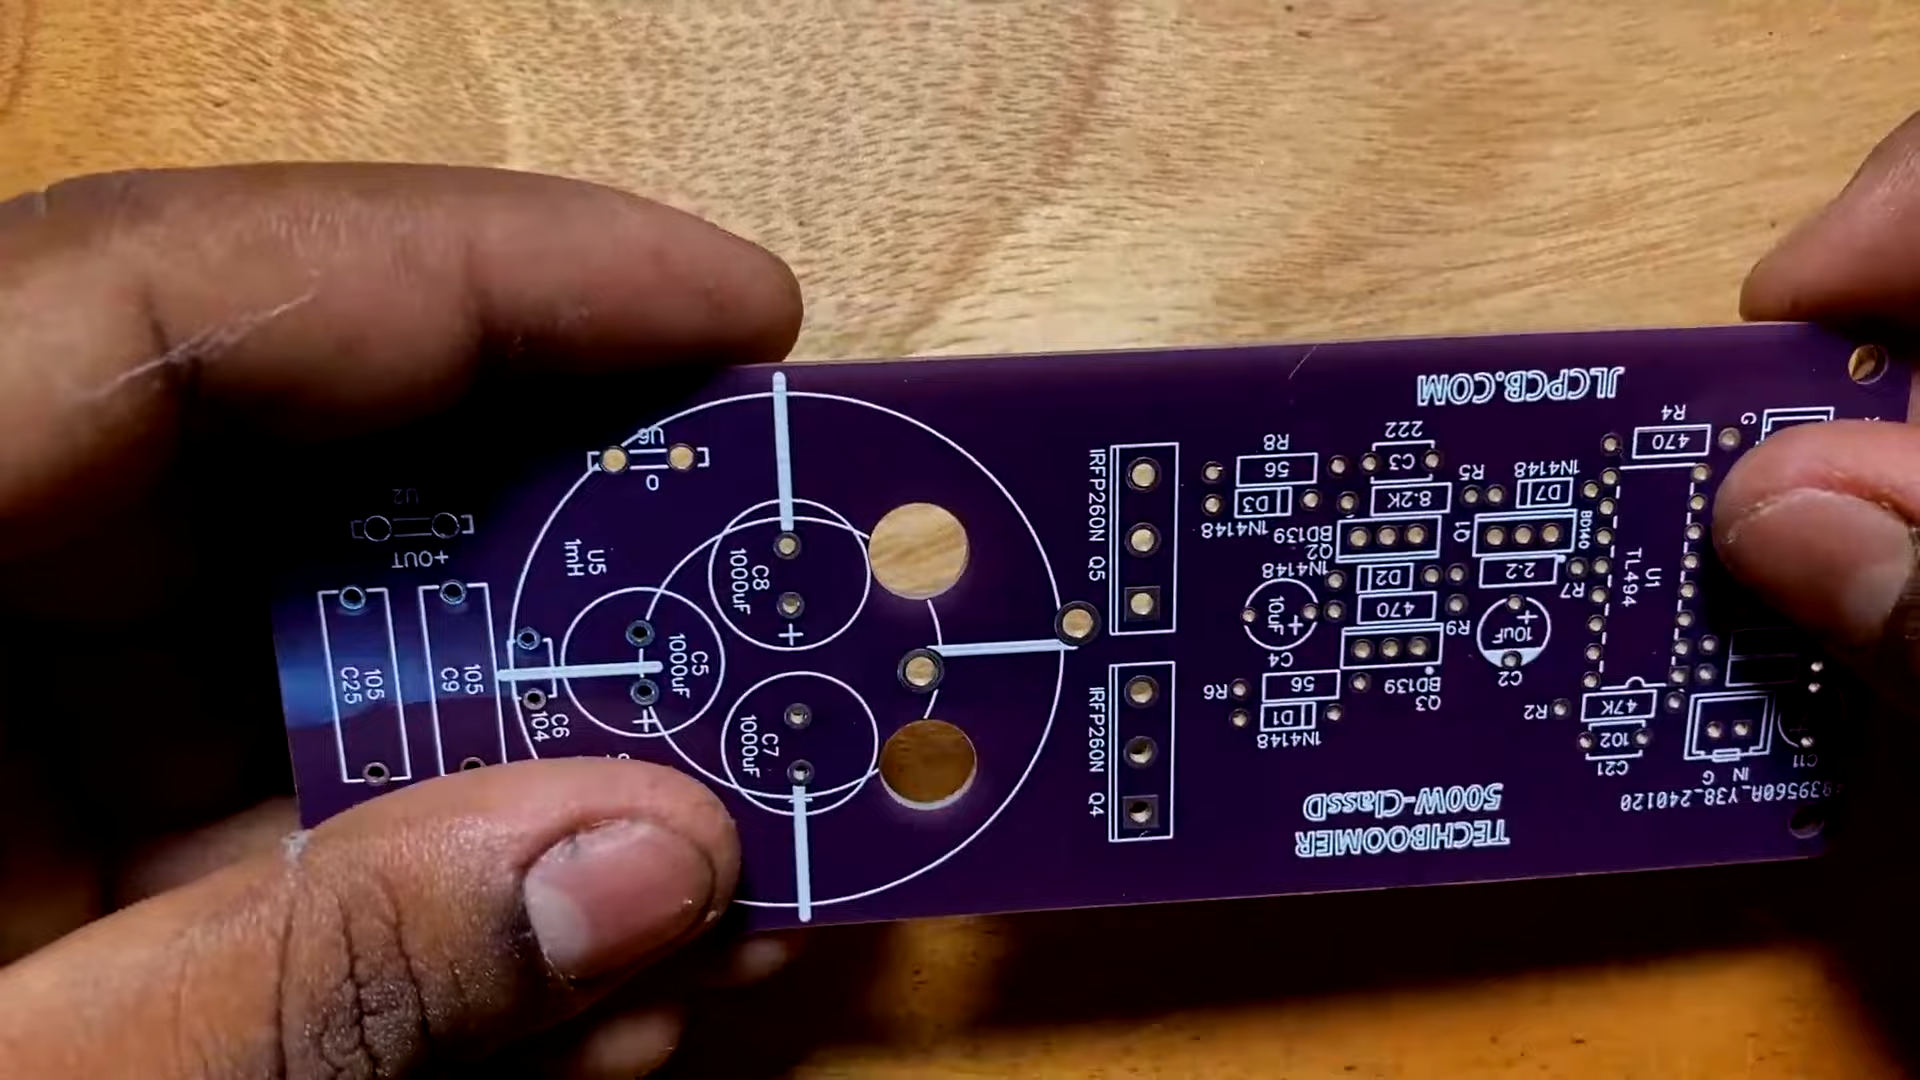 JLCPCB.COM
R4
470
G
222
C3
R8
56
D3
1N4148
8.2K
R5
1N4148
D7
BD139
Q2
Q1
BD140
1N4148
D2
2.2
R7
U1
TL494
10uF
+
C4
470
R9
10uF
C2
BD139
Q3
R6
56
D1
1N4148
R2
47K
102
C21
IN
G
C11
39560A_Y38_240120
TECHBOOMER
500W-ClassD
IRFP260N Q5
IRFP260N Q4
U6
0
U2
+OUT
U5
1mH
C8
1000uF
+
C5
1000uF
+
C7
1000uF
C6
104
105
C9
105
C25